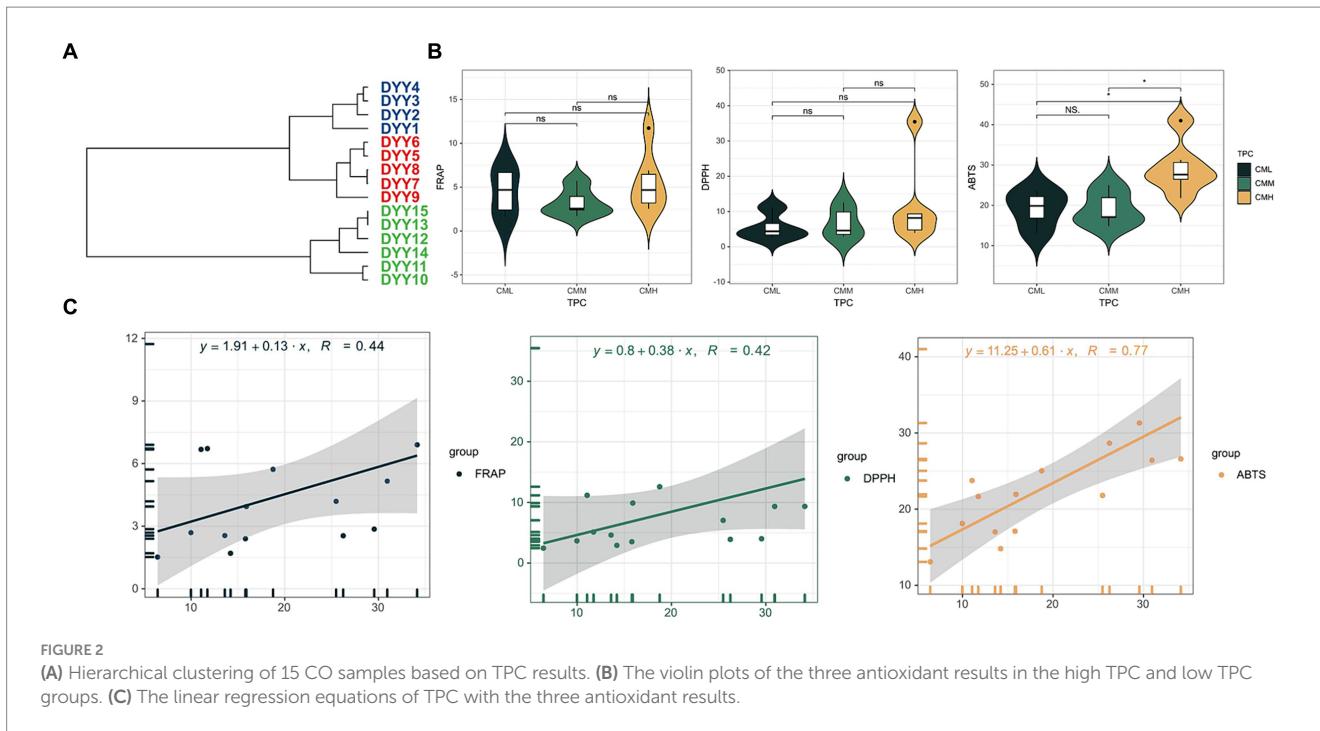 A
DYY4
DYY3
DYY2
DYY1
DYY6
DYY5
DYY8
DYY7
DYY9
DYY15
DYY13
DYY12
DYY14
DYY11
DYY10
B
FRAP
15
10
5
0
-5
ns
ns
ns
CML
CMM
CMH
TPC
DPPH
50
40
30
20
10
0
-10
ns
ns
ns
CML
CMM
CMH
TPC
ABTS
50
40
30
20
10
*
*
NS.
CML
CMM
CMH
TPC
TPC
CML
CMM
CMH
C
y = 1.91 + 0.13 · x, R = 0.44
12
9
6
3
0
10
20
30
group
FRAP
y = 0.8 + 0.38 · x, R = 0.42
30
20
10
0
10
20
30
group
DPPH
y = 11.25 + 0.61 · x, R = 0.77
40
30
20
10
10
20
30
group
ABTS
FIGURE 2
(A) Hierarchical clustering of 15 CO samples based on TPC results. (B) The violin plots of the three antioxidant results in the high TPC and low TPC
groups. (C) The linear regression equations of TPC with the three antioxidant results.